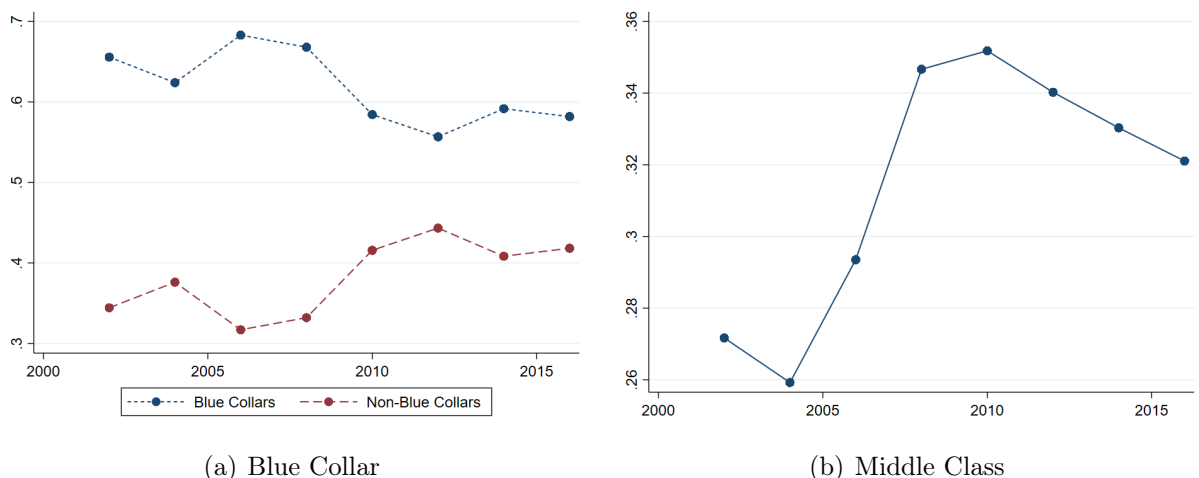 .7
.6
.5
.4
.3
2000 2005 2010 2015
Blue Collars Non-Blue Collars
(a) Blue Collar
.36
.34
.32
.3
.28
.26
2000 2005 2010 2015
(b) Middle Class